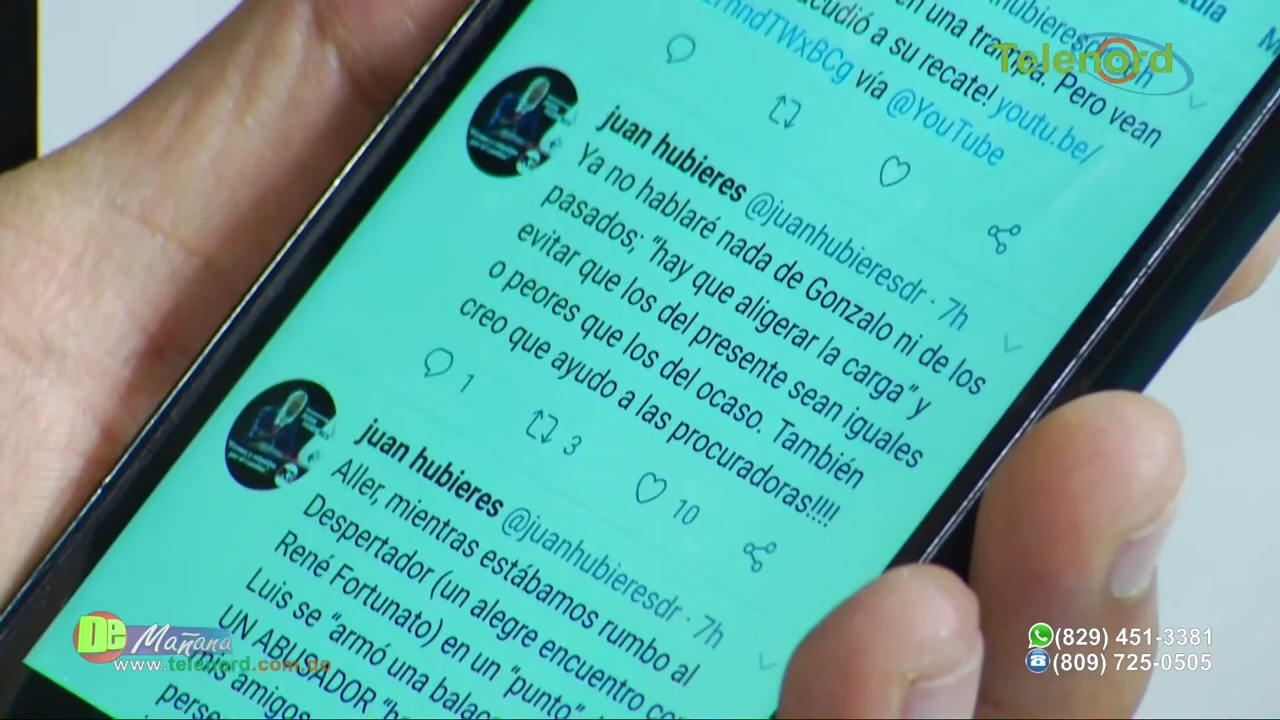 Telenord
en una trampa. Pero vean
acudió a su recate! youtu.be/
ndTWxBCg vía @YouTube
juan hubieres @juanhubieresdr · 7h
Ya no hablaré nada de Gonzalo ni de los
pasados; "hay que aligerar la carga" y
evitar que los del presente sean iguales
o peores que los del ocaso. También
creo que ayudo a las procuradoras!!!!
1 3 10
juan hubieres @juanhubieresdr · 7h
Aller, mientras estábamos rumbo al
Despertador (un alegre encuentro
René Fortunato) en un "punto"
Luis se "armó una
UN ABUSADOR
mis amigos
De Mañana
www.telenord.com.do
(829) 451-3381
(809) 725-0505